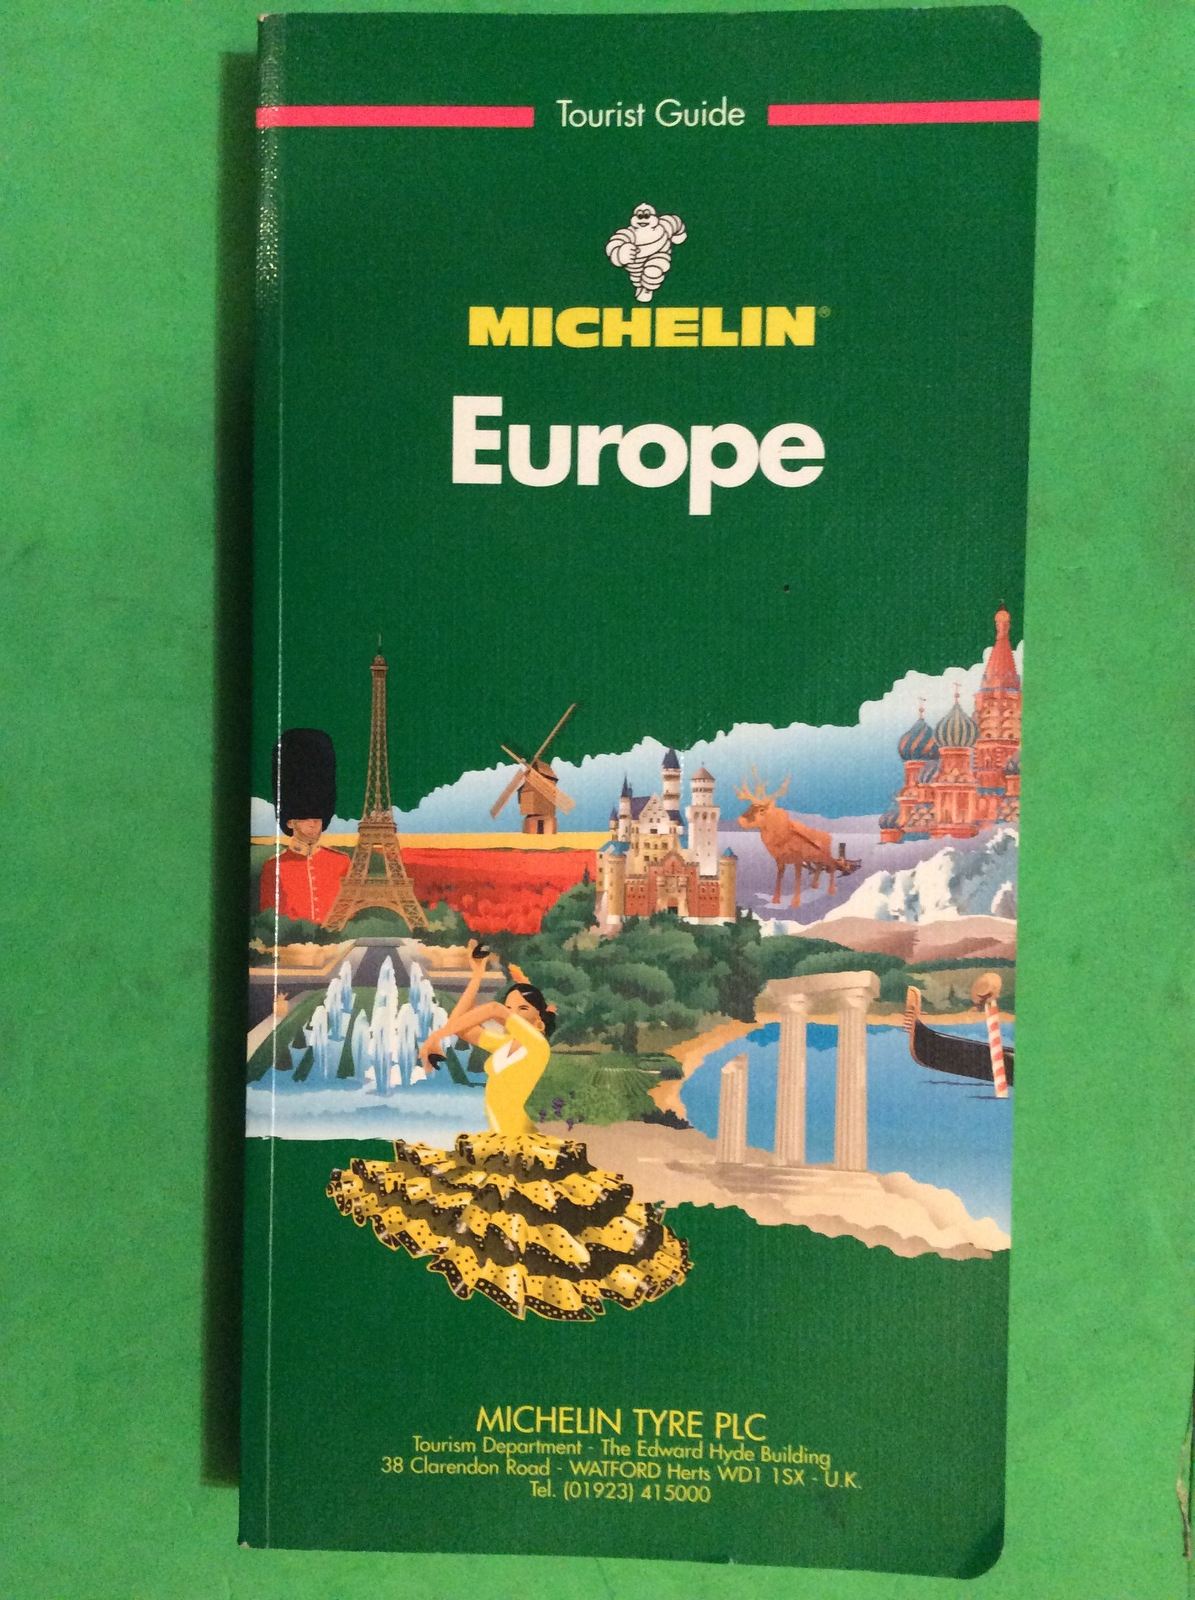 Tourist Guide
MICHELIN®
Europe
MICHELIN TYRE PLC
Tourism Department - The Edward Hyde Building
38 Clarendon Road - WATFORD Herts WD1 1SX - U.K.
Tel. (01923) 415000